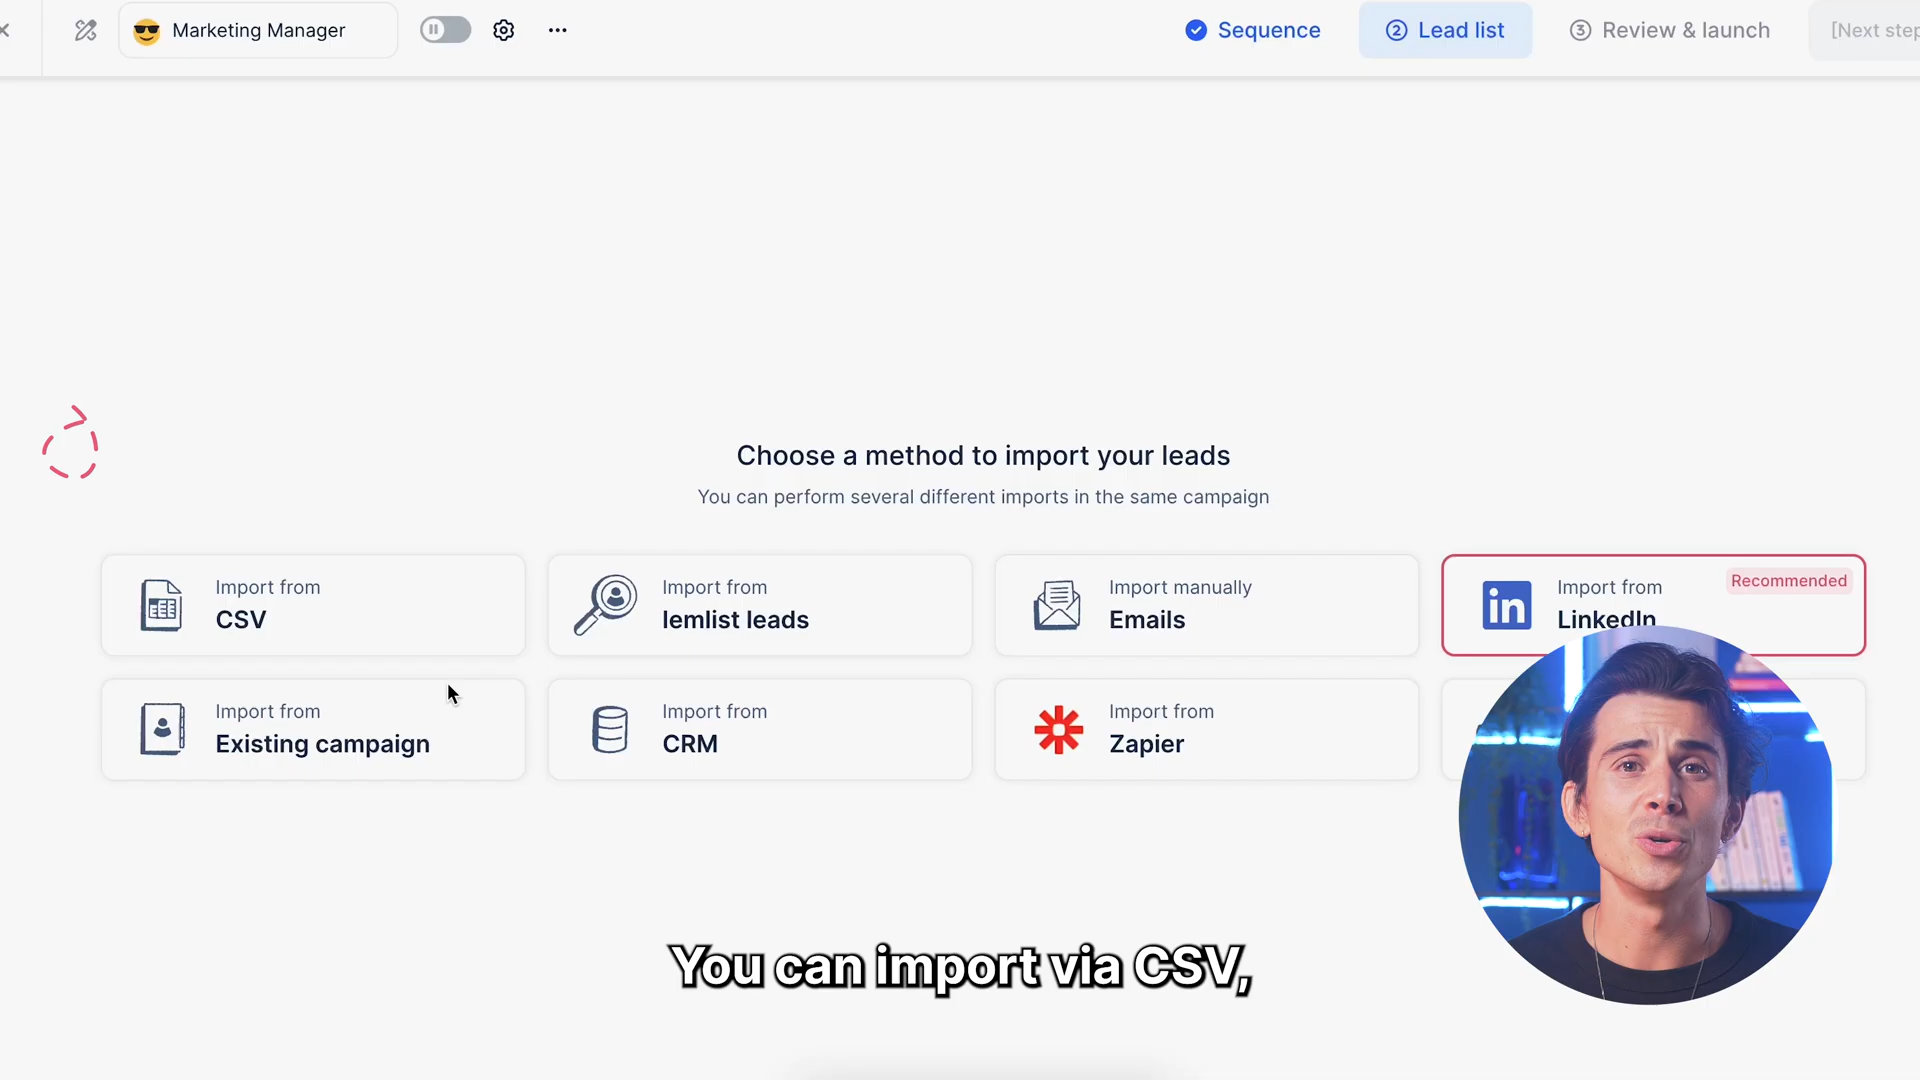 Marketing Manager
Sequence
2 Lead list
3 Review & launch
[Next step
Choose a method to import your leads
You can perform several different imports in the same campaign
Import from
CSV
Import from
lemlist leads
Import manually
Emails
Import from
LinkedIn
Recommended
in
Import from
Existing campaign
Import from
CRM
Import from
Zapier
You can import via CSV,